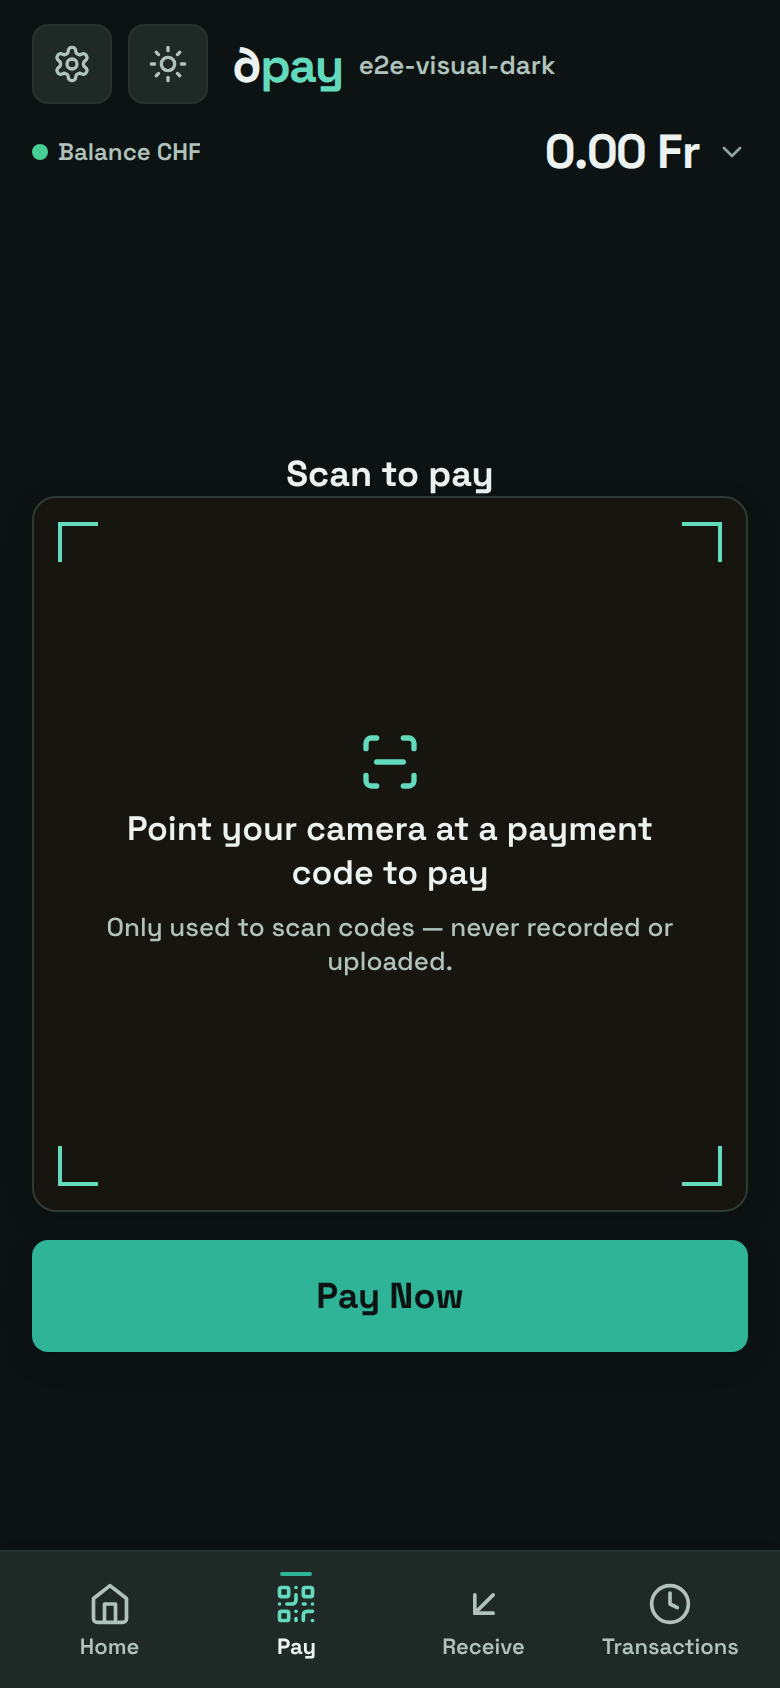 ∂pay e2e-visual-dark
Balance CHF 0.00 Fr
Scan to pay
Point your camera at a payment
code to pay
Only used to scan codes — never recorded or
uploaded.
Pay Now
Home Pay Receive Transactions